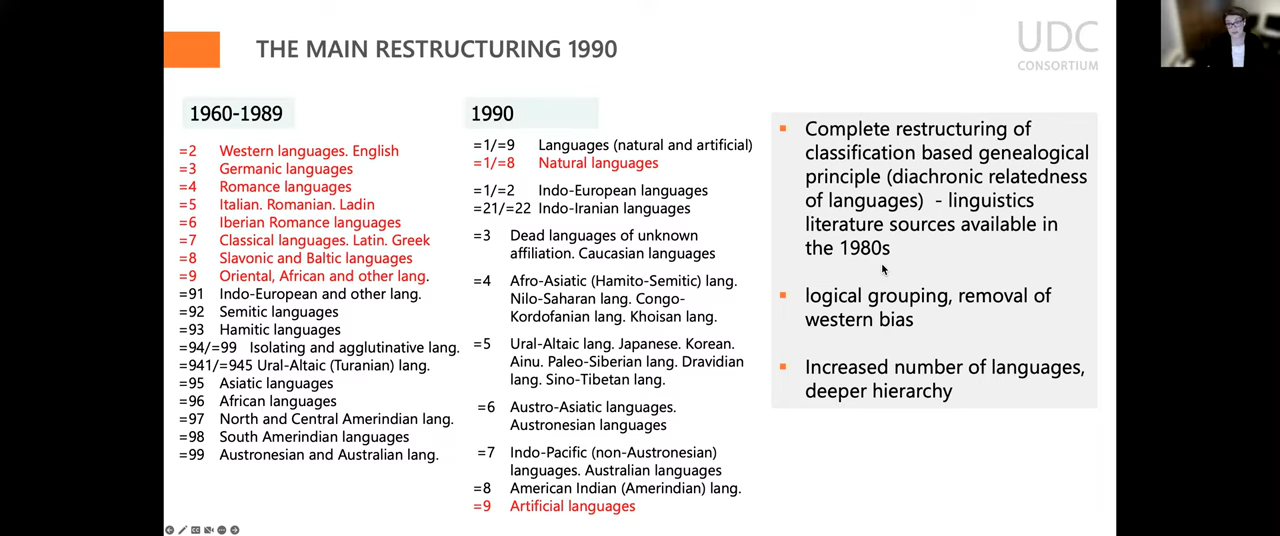 THE MAIN RESTRUCTURING 1990
UDC
CONSORTIUM
1960-1989
=2 Western languages. English
=3 Germanic languages
=4 Romance languages
=5 Italian. Romanian. Ladin
=6 Iberian Romance languages
=7 Classical languages. Latin. Greek
=8 Slavonic and Baltic languages
=9 Oriental, African and other lang.
=91 Indo-European and other lang.
=92 Semitic languages
=93 Hamitic languages
=94/=99 Isolating and agglutinative lang.
=941/=945 Ural-Altaic (Turanian) lang.
=95 Asiatic languages
=96 African languages
=97 North and Central Amerindian lang.
=98 South Amerindian languages
=99 Austronesian and Australian lang.
1990
=1/=9 Languages (natural and artificial)
=1/=8 Natural languages
=1/=2 Indo-European languages
=21/=22 Indo-Iranian languages
=3 Dead languages of unknown
affiliation. Caucasian languages
=4 Afro-Asiatic (Hamito-Semitic) lang.
Nilo-Saharan lang. Congo-
Kordofanian lang. Khoisan lang.
=5 Ural-Altaic lang. Japanese. Korean.
Ainu. Paleo-Siberian lang. Dravidian
lang. Sino-Tibetan lang.
=6 Austro-Asiatic languages.
Austronesian languages
=7 Indo-Pacific (non-Austronesian)
languages. Australian languages
=8 American Indian (Amerindian) lang.
=9 Artificial languages
Complete restructuring of
classification based genealogical
principle (diachronic relatedness
of languages) - linguistics
literature sources available in
the 1980s
logical grouping, removal of
western bias
Increased number of languages,
deeper hierarchy